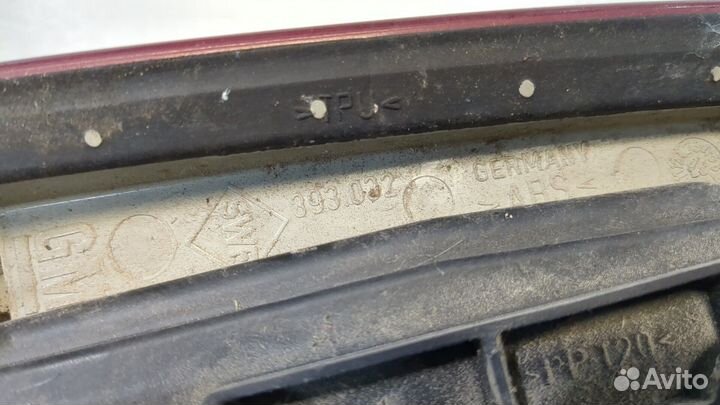 >TPU<
393.032
GERMANY
>ABS<
GM
SWF
>PP T20<
Avito